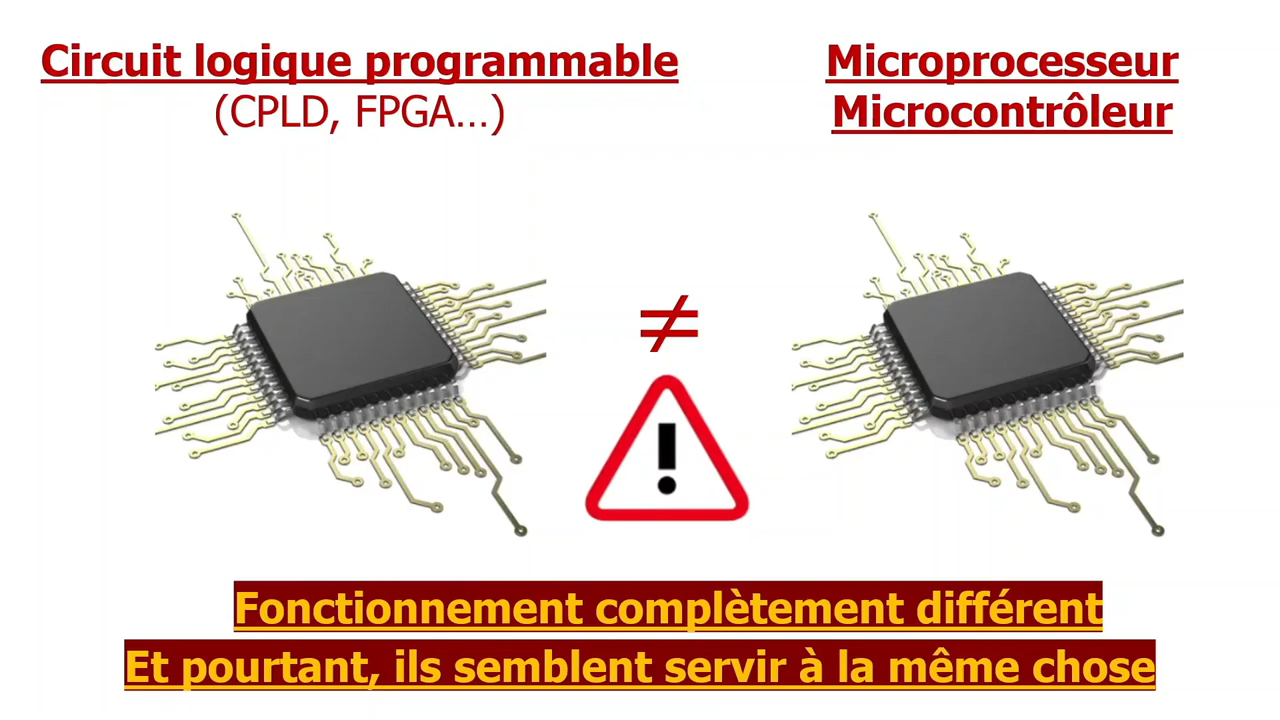 Circuit logique programmable
(CPLD, FPGA…)
Microprocesseur
Microcontrôleur
≠
Fonctionnement complètement différent
Et pourtant, ils semblent servir à la même chose